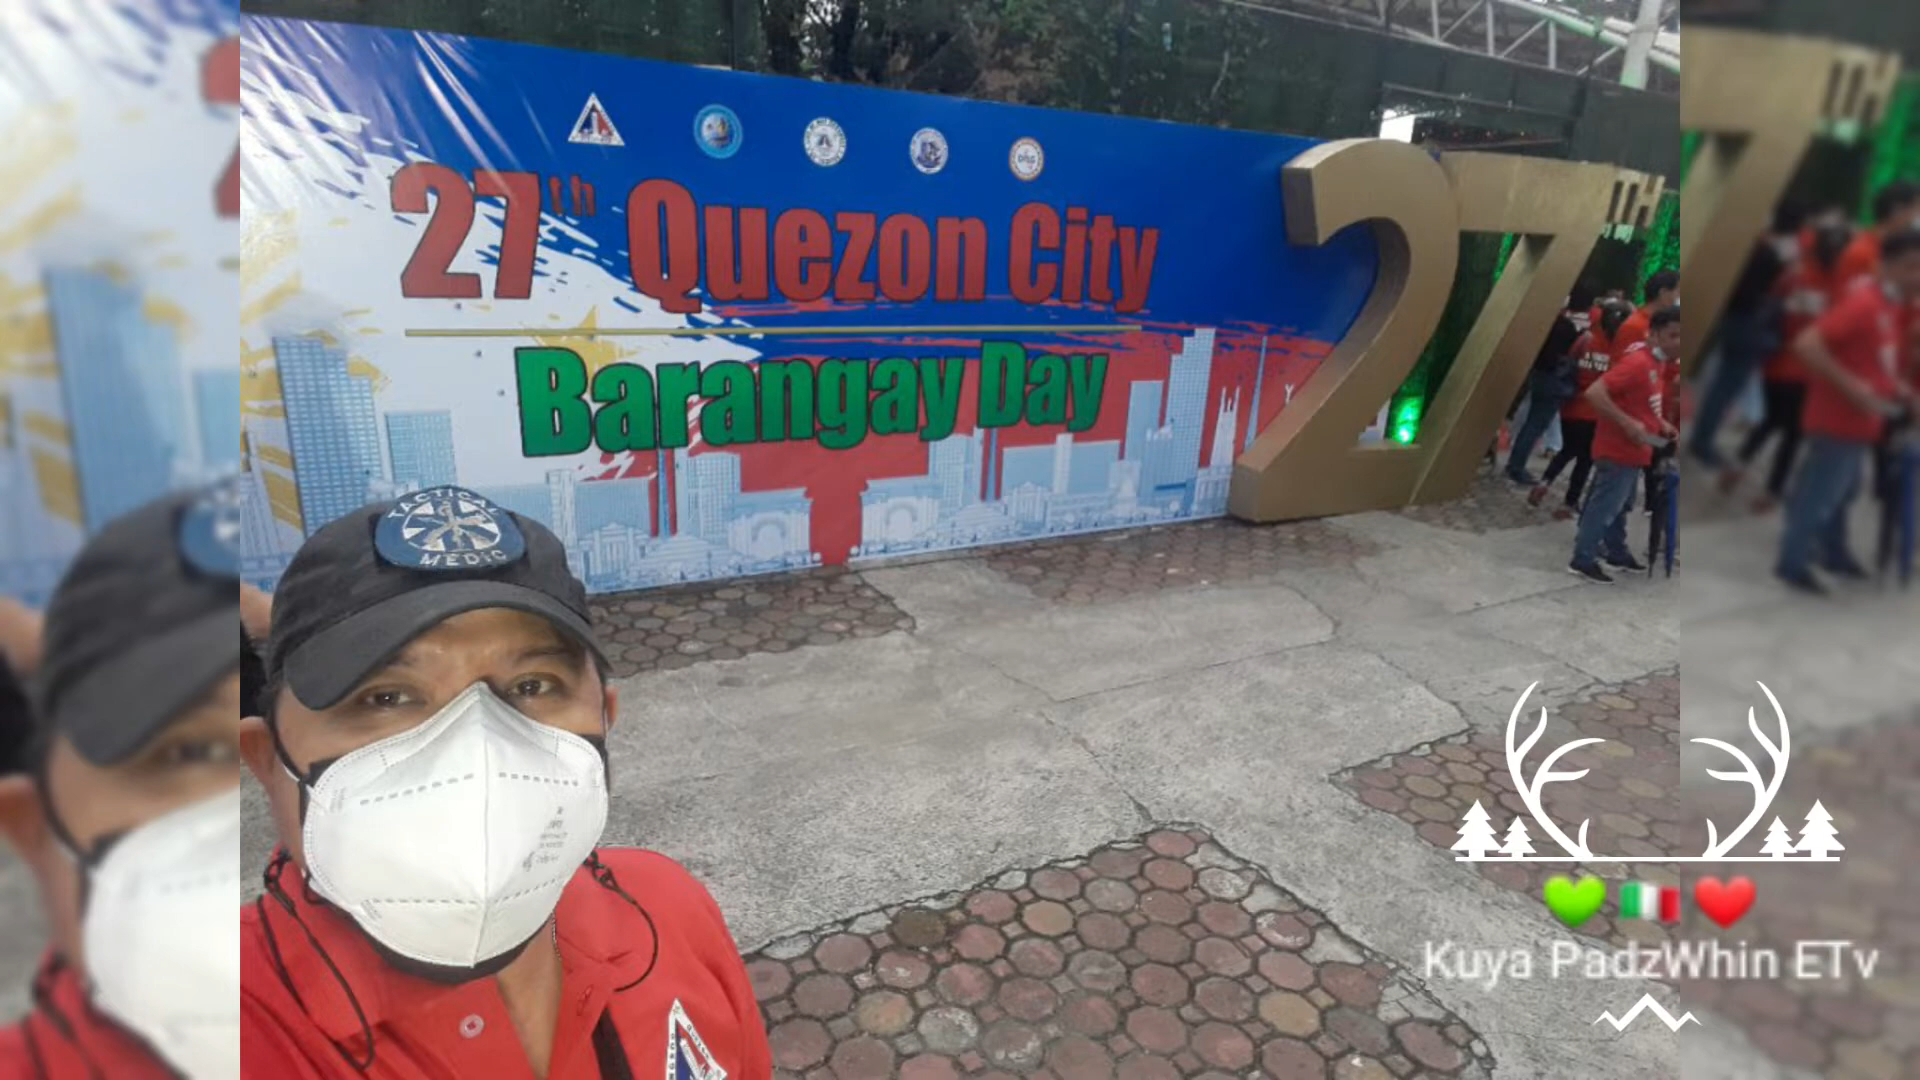 27th Quezon City
Barangay Day
27TH
TACTICAL
MEDIC
Kuya PadzWhin ETv